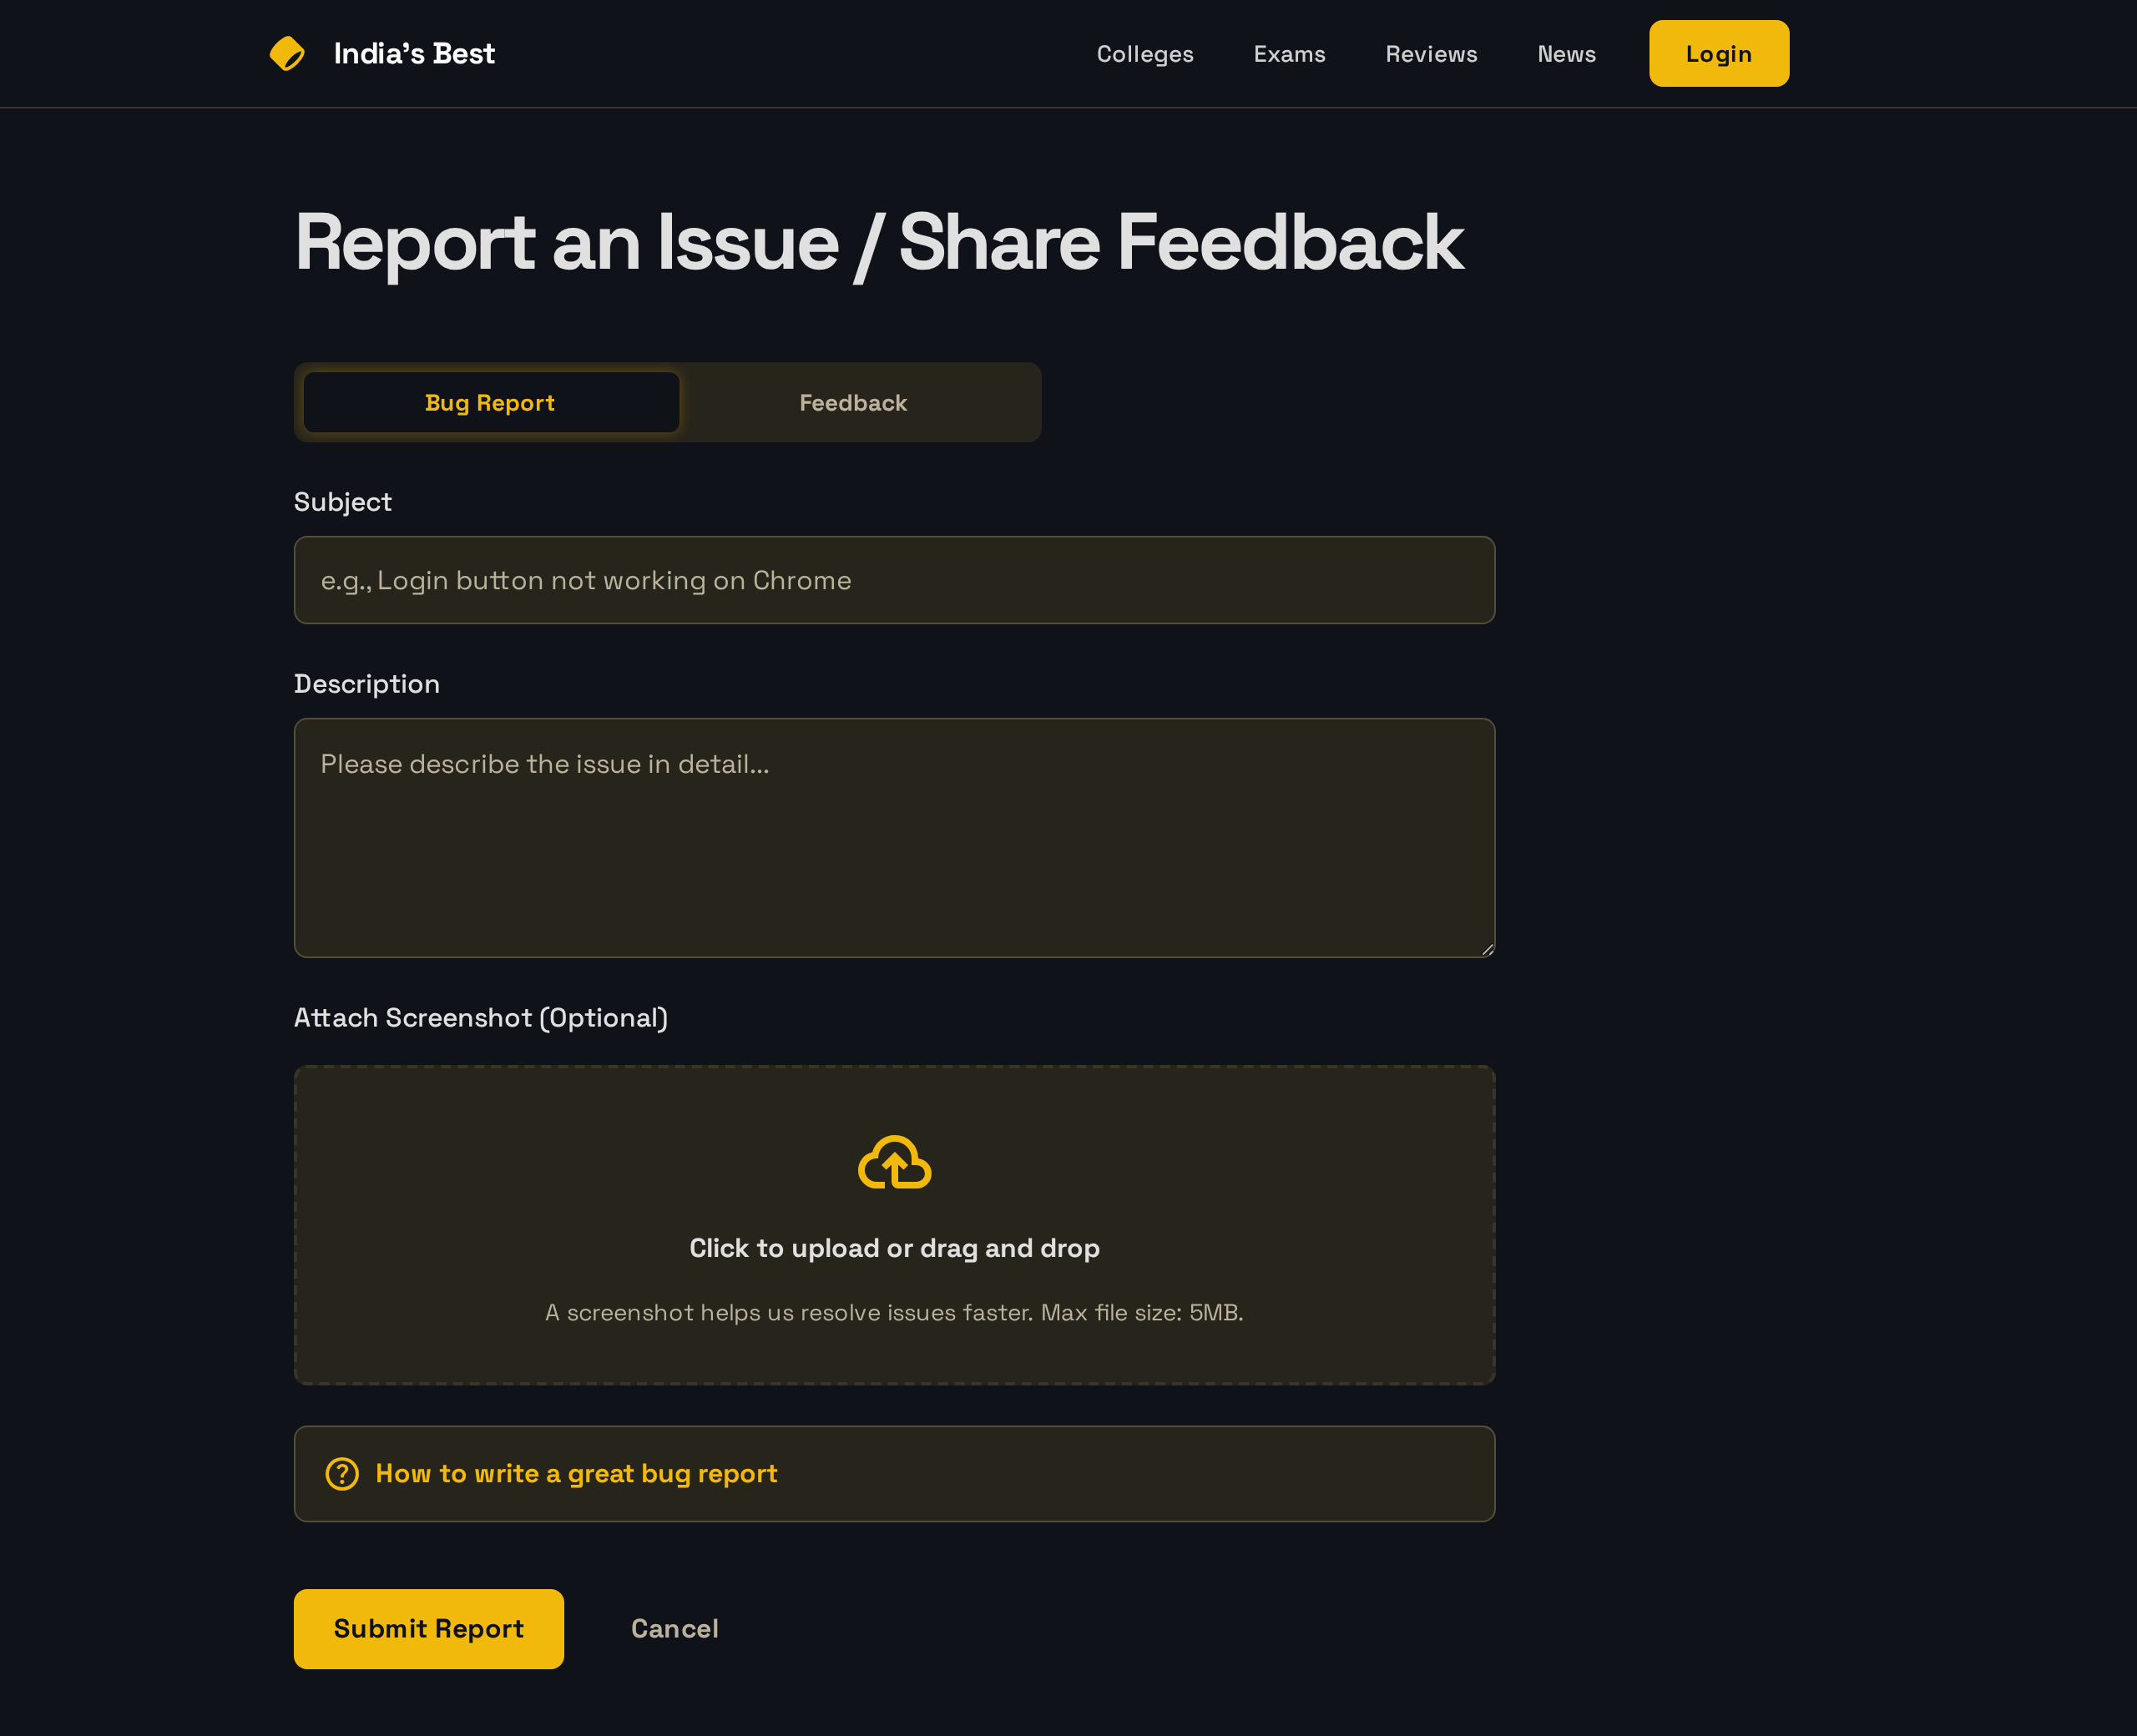 India's Best
Colleges Exams Reviews News Login
Report an Issue / Share Feedback
Bug Report Feedback
Subject
e.g., Login button not working on Chrome
Description
Please describe the issue in detail...
Attach Screenshot (Optional)
Click to upload or drag and drop
A screenshot helps us resolve issues faster. Max file size: 5MB.
How to write a great bug report
Submit Report Cancel